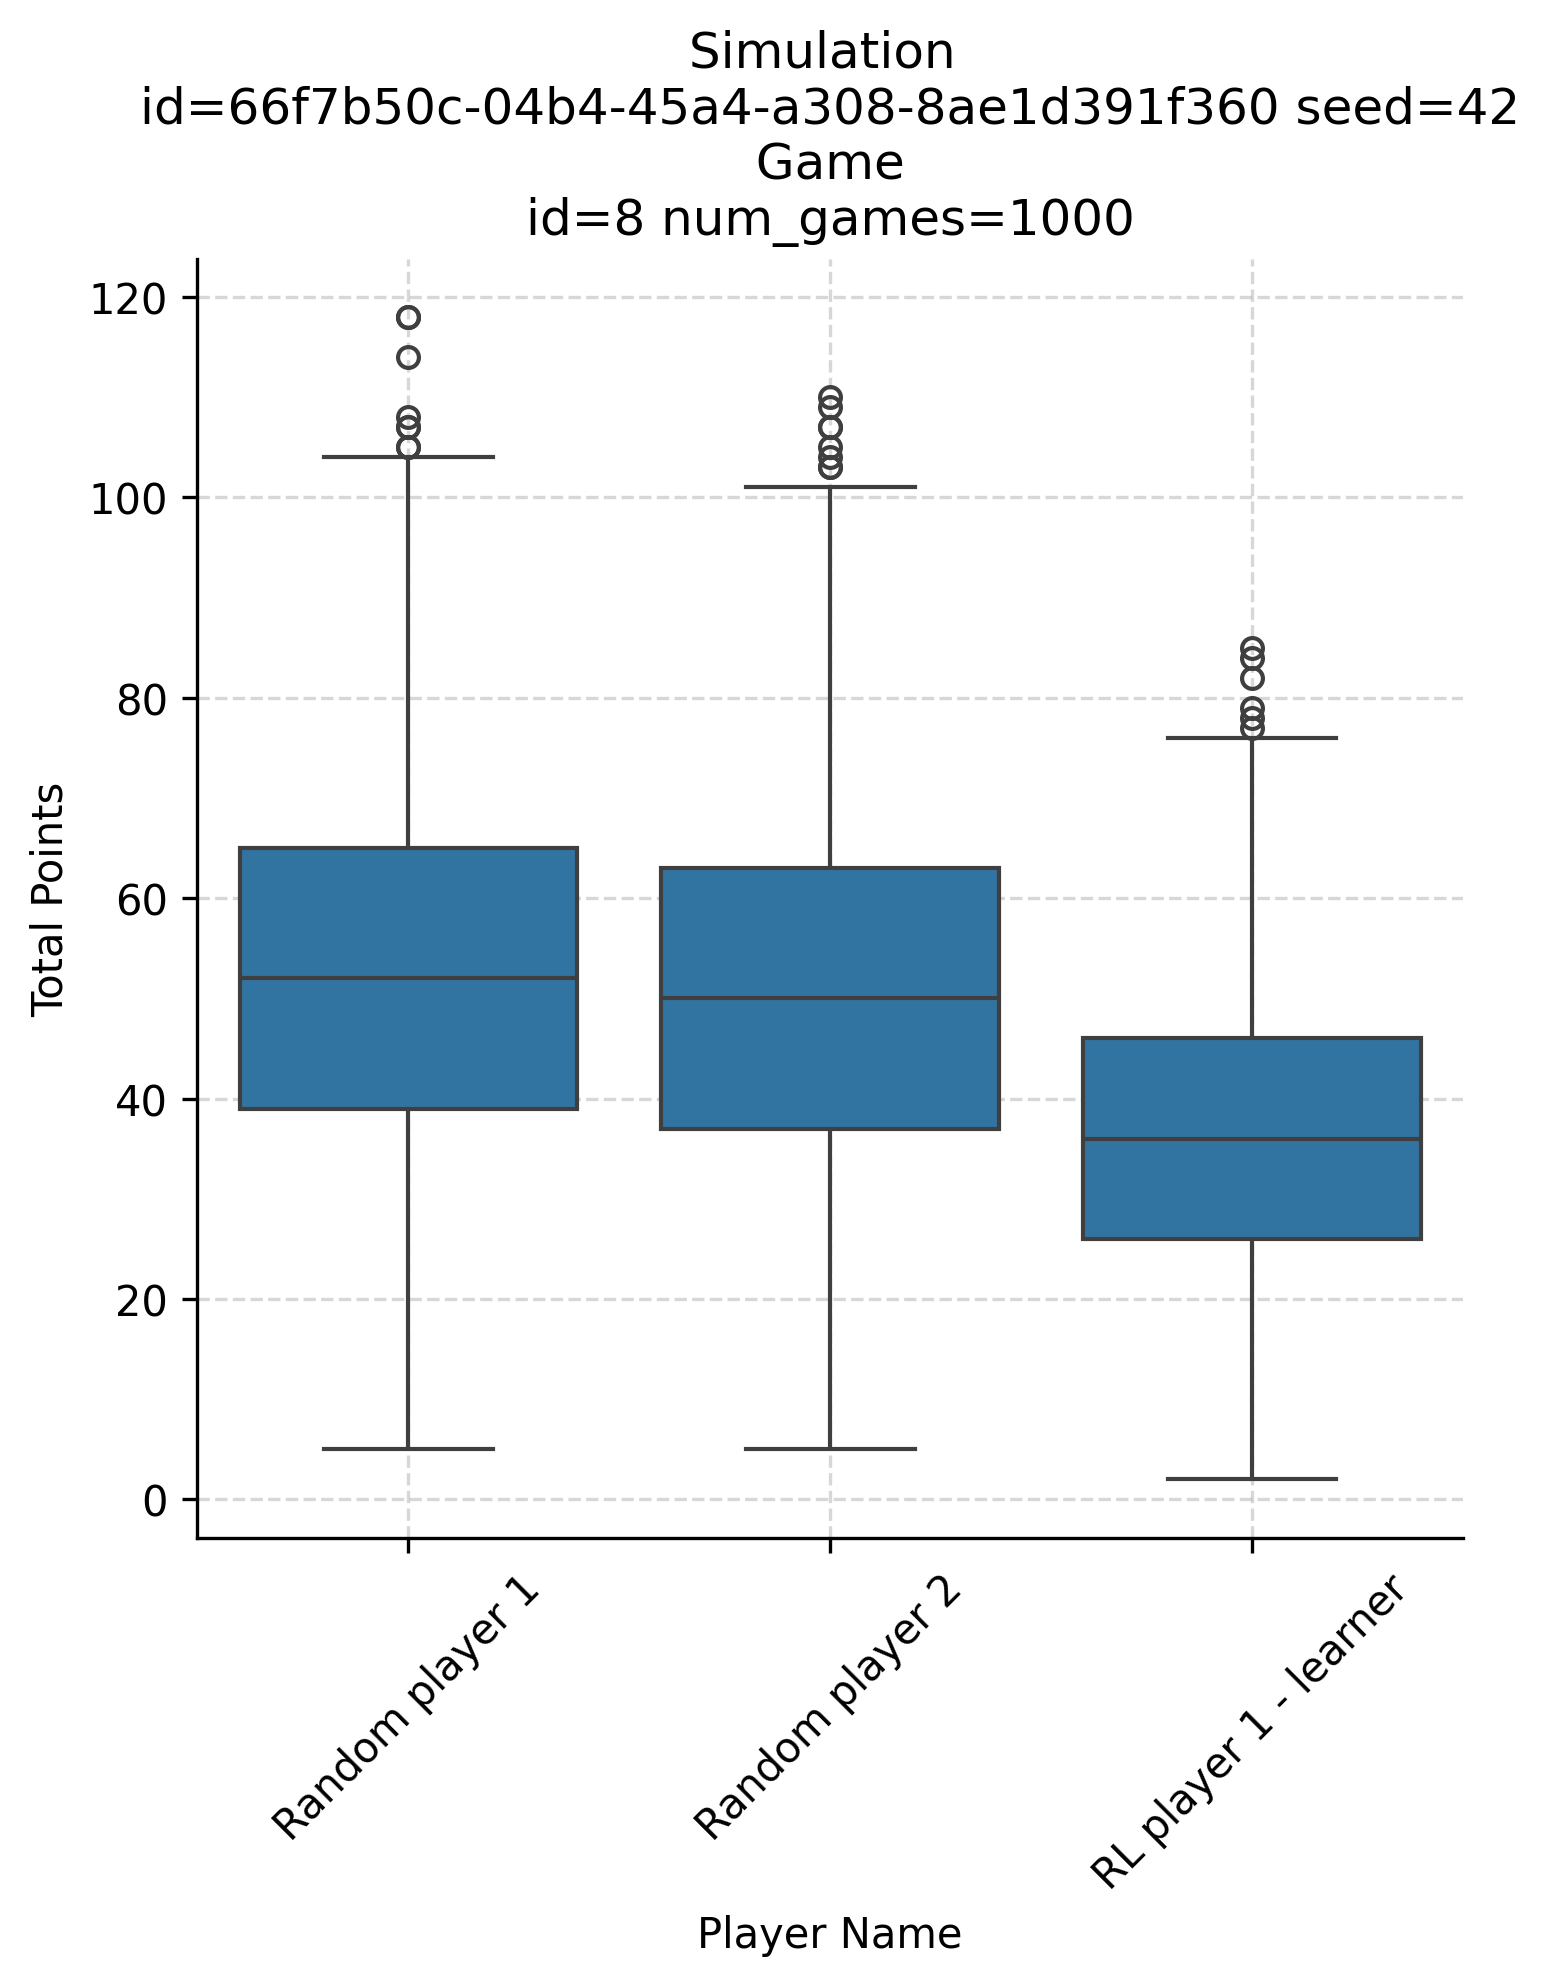 Simulation
id=66f7b50c-04b4-45a4-a308-8ae1d391f360 seed=42
Game
id=8 num_games=1000
120
100
80
60
40
20
0
Total Points
Random player 1
Random player 2
RL player 1 - learner
Player Name